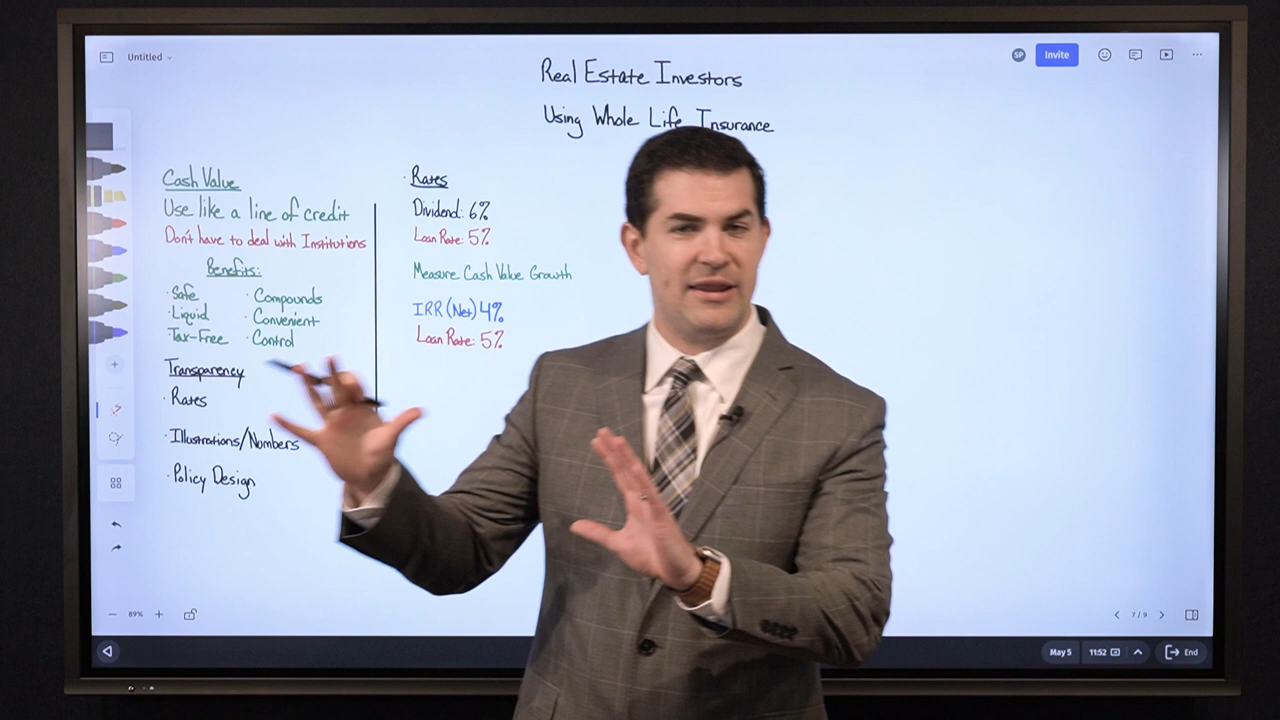 Untitled
SP
Invite
Real Estate Investors
Using Whole Life Insurance
Cash Value
Use like a line of credit
Don't have to deal with Institutions
Benefits:
· Safe
· Liquid
· Tax-Free
· Compounds
· Convenient
· Control
Transparency
· Rates
· Illustrations/Numbers
· Policy Design
· Rates
Dividend: 6%
Loan Rate: 5%
Measure Cash Value Growth
IRR (Net) 4%
Loan Rate: 5%
89%
7/9
May 5
11:52
End